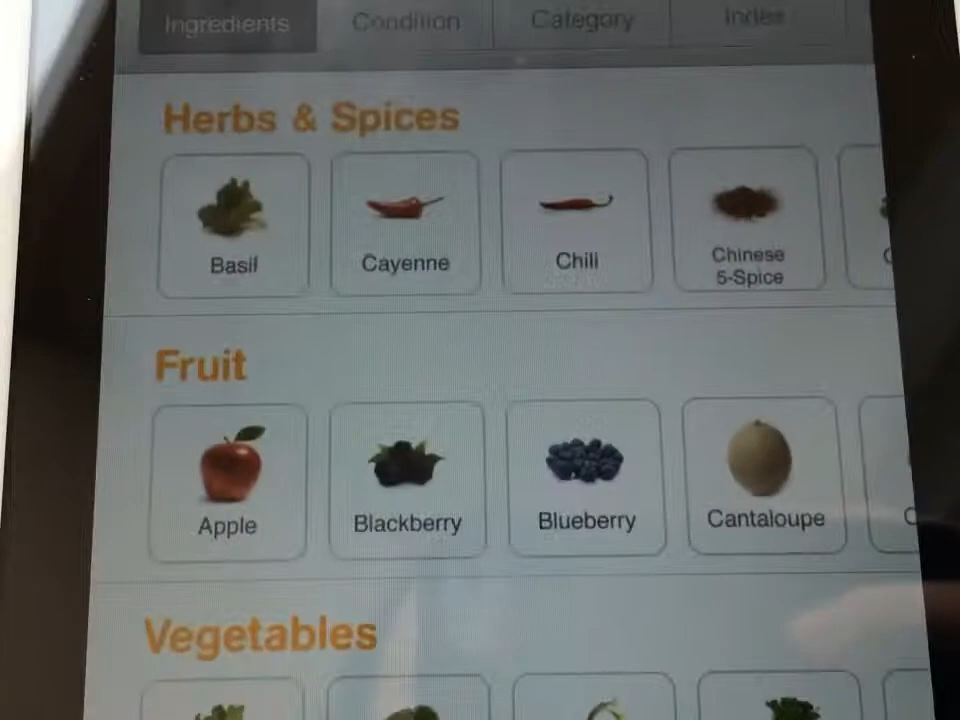 Ingredients Condition Category Index
Herbs & Spices
Basil Cayenne Chili Chinese
5-Spice
Fruit
Apple Blackberry Blueberry Cantaloupe
Vegetables